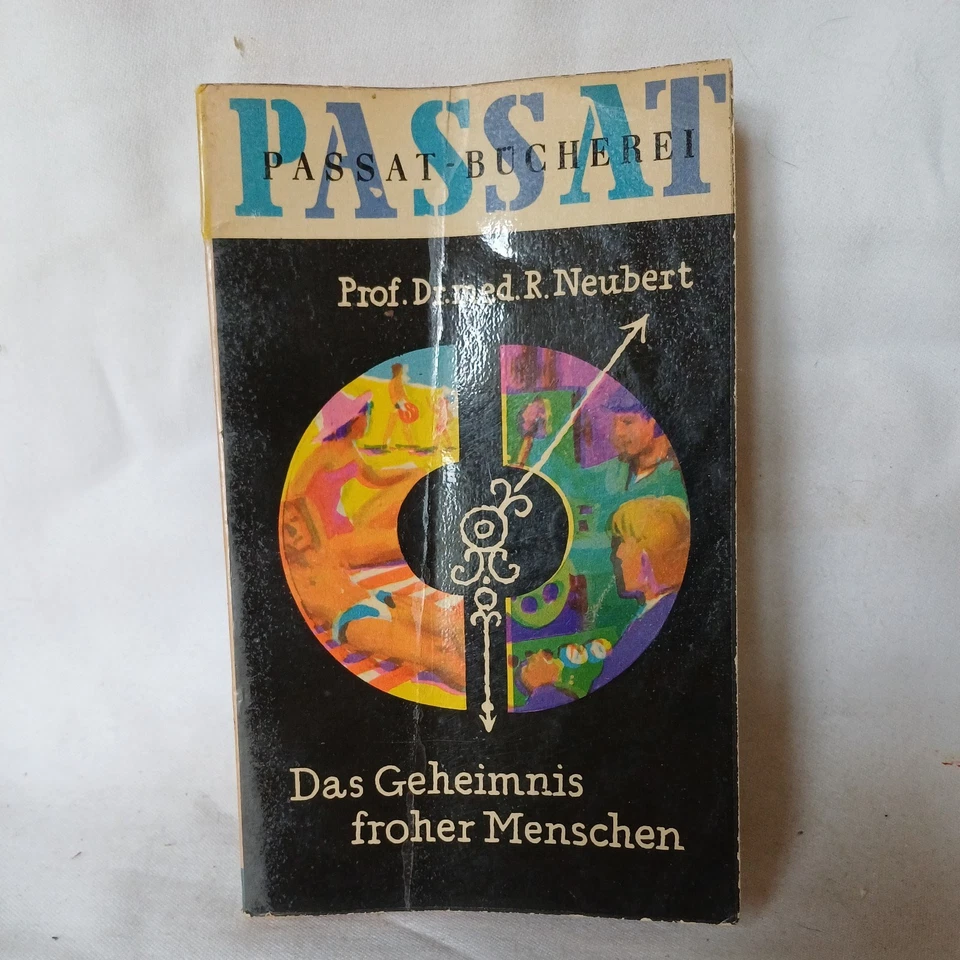 PASSAT
PASSAT-BÜCHEREI
Prof. Dr. med. R. Neubert
Das Geheimnis
froher Menschen